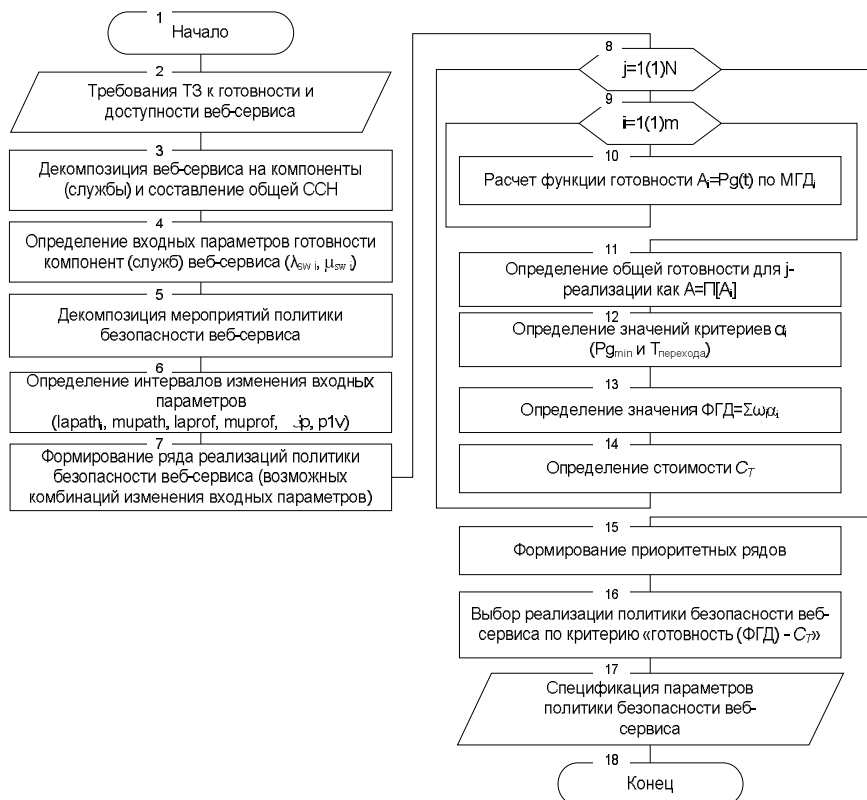 1
Начало
2
Требования ТЗ к готовности и
доступности веб-сервиса
3
Декомпозиция веб-сервиса на компоненты
(службы) и составление общей ССН
4
Определение входных параметров готовности
компонент (служб) веб-сервиса (λsw i, μsw i)
5
Декомпозиция мероприятий политики
безопасности веб-сервиса
6
Определение интервалов изменения входных
параметров
(lapathi, mupath, laprof, muprof, jp, p1v)
7
Формирование ряда реализаций политики
безопасности веб-сервиса (возможных
комбинаций изменения входных параметров)
8
j=1(1)N
9
i=1(1)m
10
Расчет функции готовности Ai=Pg(t) по МГДi
11
Определение общей готовности для j-
реализации как A=П[Ai]
12
Определение значений критериев αi
(Pgmin и Tперехода)
13
Определение значения ФГД=Σωiαi
14
Определение стоимости CT
15
Формирование приоритетных рядов
16
Выбор реализации политики безопасности веб-
сервиса по критерию «готовность (ФГД) - CT»
17
Спецификация параметров
политики безопасности веб-
сервиса
18
Конец